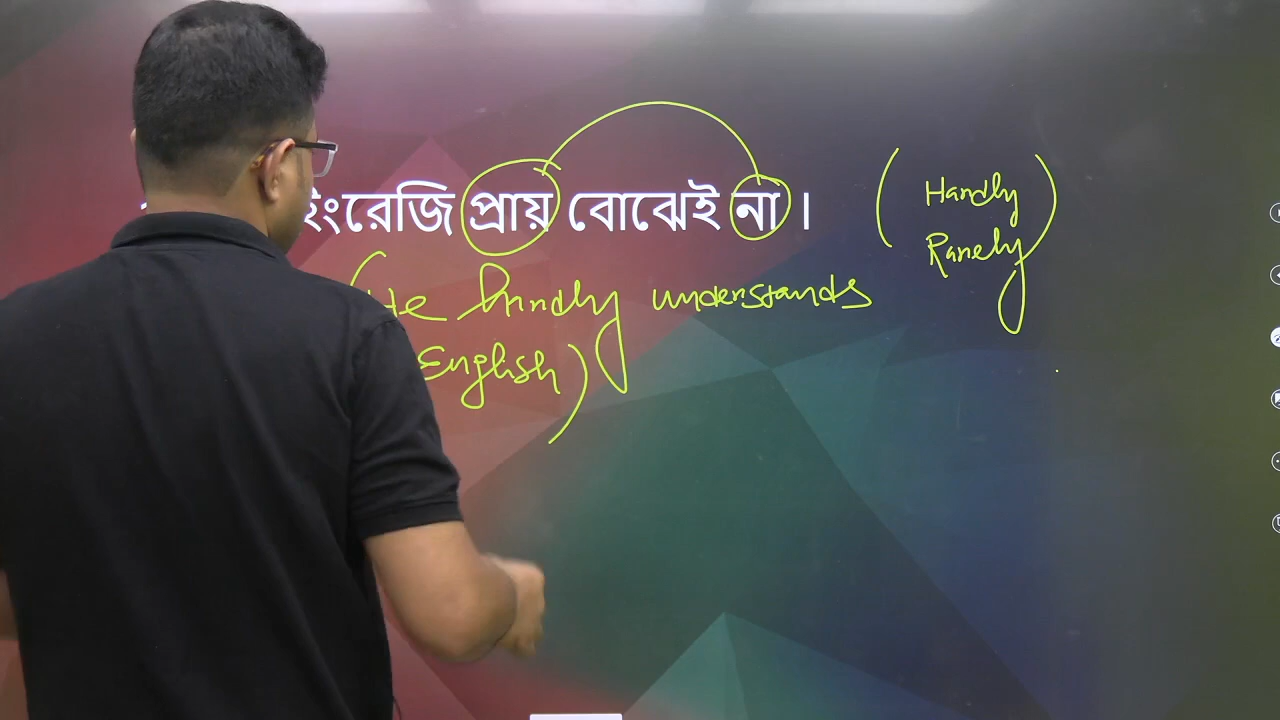 ইংরেজি প্রায় বোঝেই না।
(Hardly
Rarely)
(He hardly understands
English)